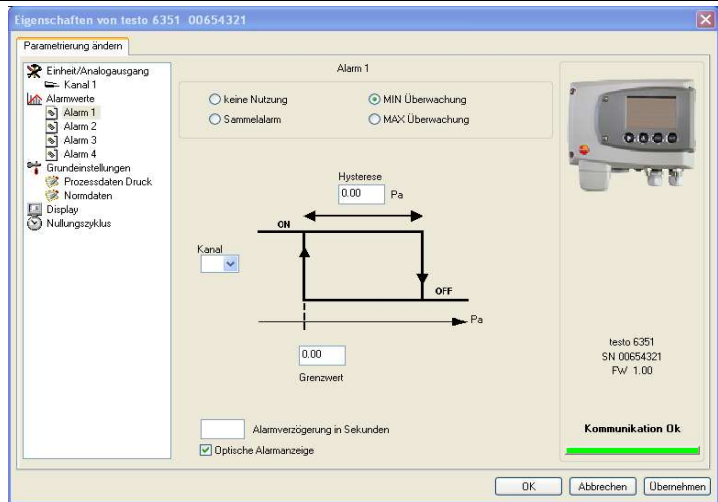 Eigenschaften von testo 6351 00654321
Parametrierung ändern
Einheit/Analogausgang
Kanal 1
Alarmwerte
Alarm 1
Alarm 2
Alarm 3
Alarm 4
Grundeinstellungen
Prozessdaten Druck
Normdaten
Display
Nullungszyklus
Alarm 1
keine Nutzung
MIN Überwachung
Sammelalarm
MAX Überwachung
Hysterese
0.00 Pa
ON
Kanal
OFF
Pa
0.00
Grenzwert
Alarmverzögerung in Sekunden
Optische Alarmanzeige
testo 6351
SN 00654321
FW 1.00
Kommunikation Ok
OK Abbrechen Übernehmen